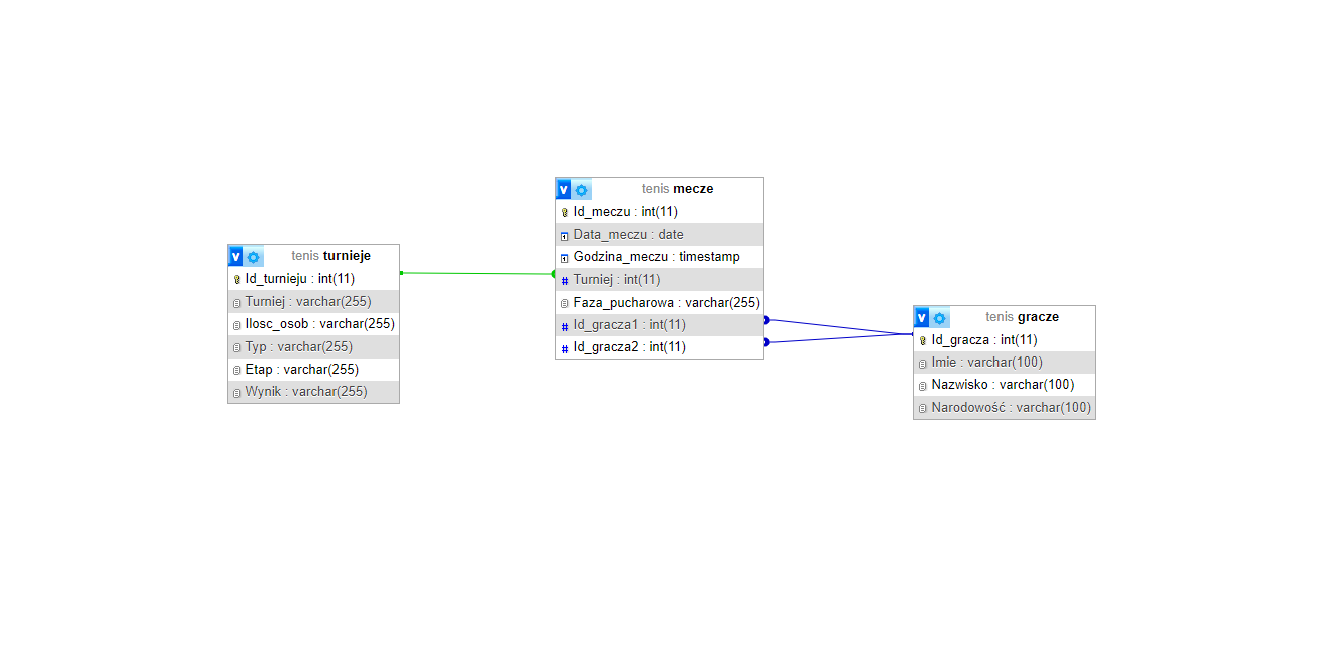 v tenis turnieje
Id_turnieju : int(11)
Turniej : varchar(255)
Ilosc_osob : varchar(255)
Typ : varchar(255)
Etap : varchar(255)
Wynik : varchar(255)
v tenis mecze
Id_meczu : int(11)
Data_meczu : date
Godzina_meczu : timestamp
# Turniej : int(11)
Faza_pucharowa : varchar(255)
# Id_gracza1 : int(11)
# Id_gracza2 : int(11)
v tenis gracze
Id_gracza : int(11)
Imie : varchar(100)
Nazwisko : varchar(100)
Narodowość : varchar(100)